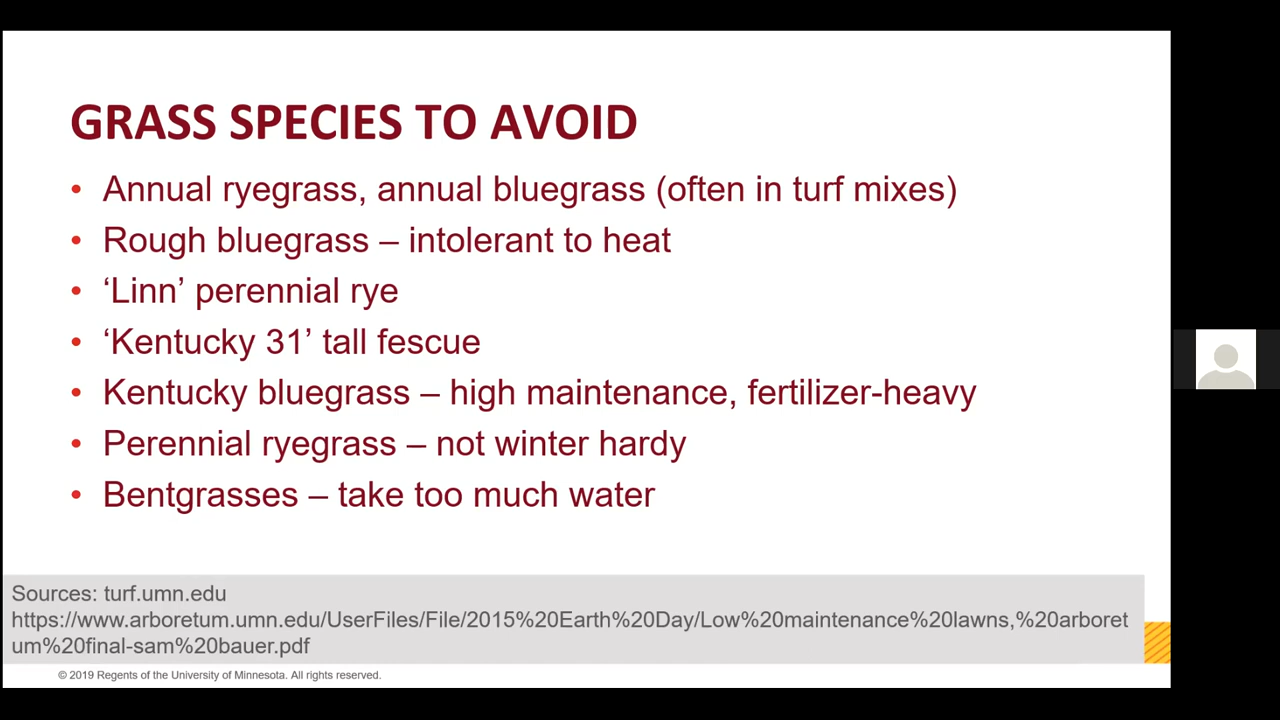 GRASS SPECIES TO AVOID
• Annual ryegrass, annual bluegrass (often in turf mixes)
• Rough bluegrass – intolerant to heat
• ‘Linn’ perennial rye
• ‘Kentucky 31’ tall fescue
• Kentucky bluegrass – high maintenance, fertilizer-heavy
• Perennial ryegrass – not winter hardy
• Bentgrasses – take too much water
Sources: turf.umn.edu
https://www.arboretum.umn.edu/UserFiles/File/2015%20Earth%20Day/Low%20maintenance%20lawns,%20arboret
um%20final-sam%20bauer.pdf
© 2019 Regents of the University of Minnesota. All rights reserved.